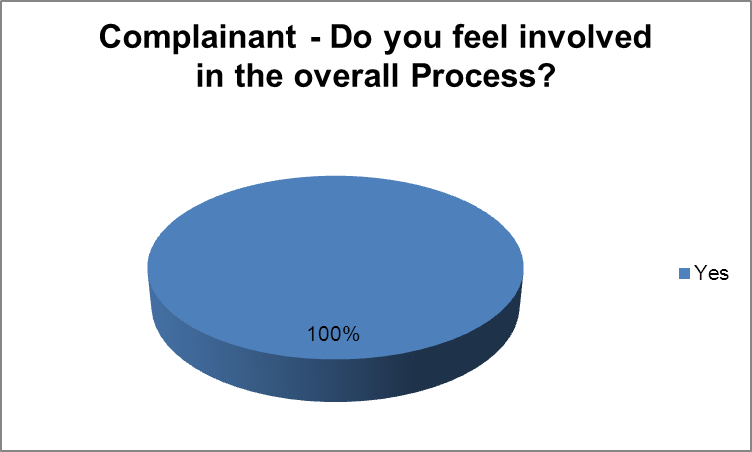 Complainant - Do you feel involved
in the overall Process?
100%
Yes